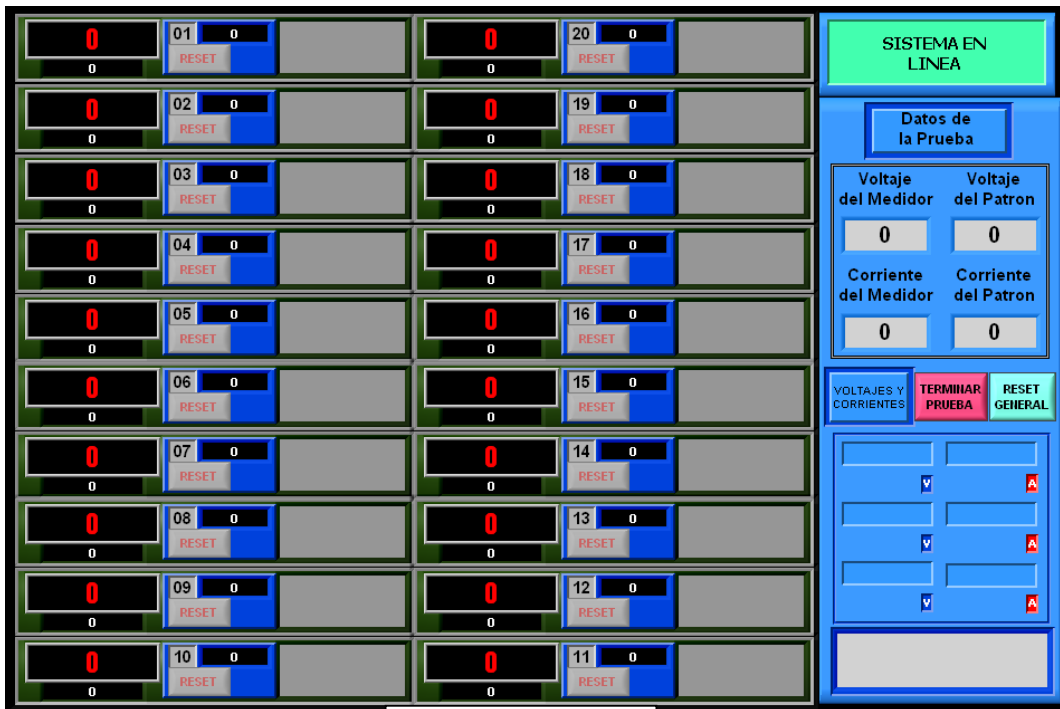 0
01 0
RESET
0
0
02 0
RESET
0
0
03 0
RESET
0
0
04 0
RESET
0
0
05 0
RESET
0
0
06 0
RESET
0
0
07 0
RESET
0
0
08 0
RESET
0
0
09 0
RESET
0
0
10 0
RESET
0
0
20 0
RESET
0
0
19 0
RESET
0
0
18 0
RESET
0
0
17 0
RESET
0
0
16 0
RESET
0
0
15 0
RESET
0
0
14 0
RESET
0
0
13 0
RESET
0
0
12 0
RESET
0
0
11 0
RESET
0
SISTEMA EN
LINEA
Datos de
la Prueba
Voltaje
del Medidor
Voltaje
del Patron
0
0
Corriente
del Medidor
Corriente
del Patron
0
0
VOLTAJES Y
CORRIENTES
TERMINAR
PRUEBA
RESET
GENERAL
V A
V A
V A